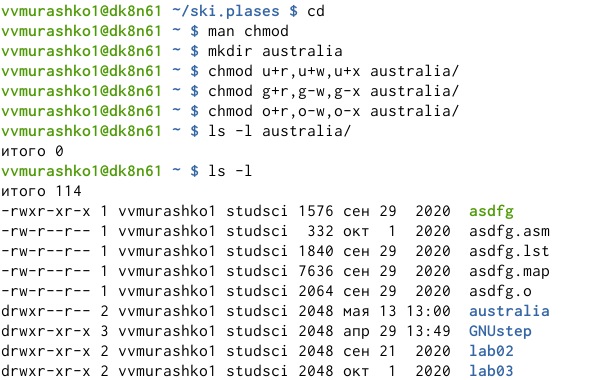 vvmurashko1@dk8n61 ~/ski.plases $ cd
vvmurashko1@dk8n61 ~ $ man chmod
vvmurashko1@dk8n61 ~ $ mkdir australia
vvmurashko1@dk8n61 ~ $ chmod u+r,u+w,u+x australia/
vvmurashko1@dk8n61 ~ $ chmod g+r,g-w,g-x australia/
vvmurashko1@dk8n61 ~ $ chmod o+r,o-w,o-x australia/
vvmurashko1@dk8n61 ~ $ ls -l australia/
итого 0
vvmurashko1@dk8n61 ~ $ ls -l
итого 114
-rwxr-xr-x 1 vvmurashko1 studsci 1576 сен 29  2020  asdfg
-rw-r--r-- 1 vvmurashko1 studsci  332 окт  1  2020  asdfg.asm
-rw-r--r-- 1 vvmurashko1 studsci 1840 сен 29  2020  asdfg.lst
-rw-r--r-- 1 vvmurashko1 studsci 7636 сен 29  2020  asdfg.map
-rw-r--r-- 1 vvmurashko1 studsci 2064 сен 29  2020  asdfg.o
drwxr--r-- 2 vvmurashko1 studsci 2048 мая 13 13:00  australia
drwxr-xr-x 3 vvmurashko1 studsci 2048 апр 29 13:49  GNUstep
drwxr-xr-x 2 vvmurashko1 studsci 2048 сен 21  2020  lab02
drwxr-xr-x 2 vvmurashko1 studsci 2048 окт  1  2020  lab03